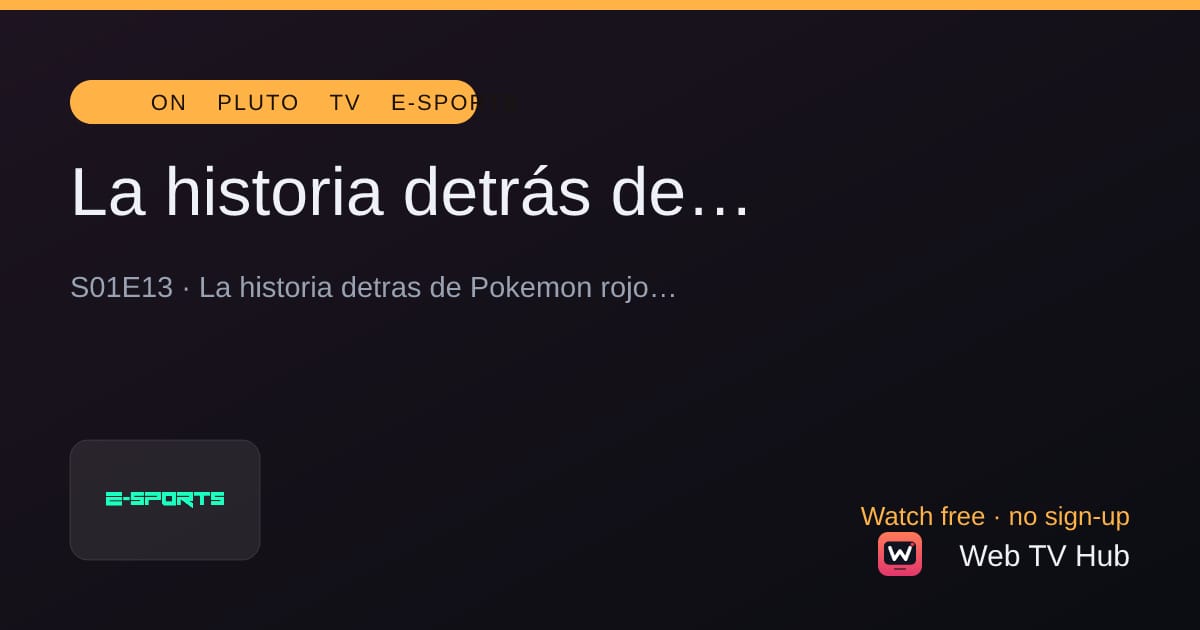 ON PLUTO TV E-SPOR
La historia detrás de…
S01E13 · La historia detras de Pokemon rojo…
E-SPORTS
Watch free · no sign-up
Web TV Hub